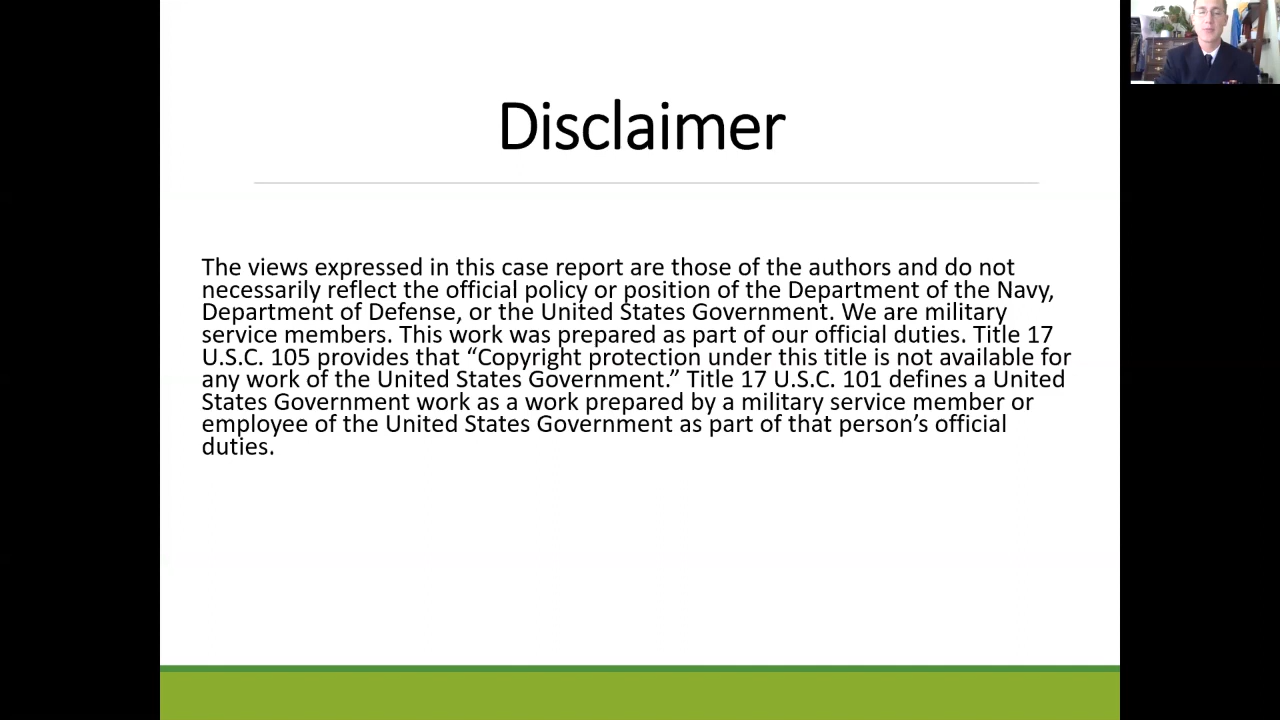 Disclaimer
The views expressed in this case report are those of the authors and do not
necessarily reflect the official policy or position of the Department of the Navy,
Department of Defense, or the United States Government. We are military
service members. This work was prepared as part of our official duties. Title 17
U.S.C. 105 provides that “Copyright protection under this title is not available for
any work of the United States Government.” Title 17 U.S.C. 101 defines a United
States Government work as a work prepared by a military service member or
employee of the United States Government as part of that person’s official
duties.